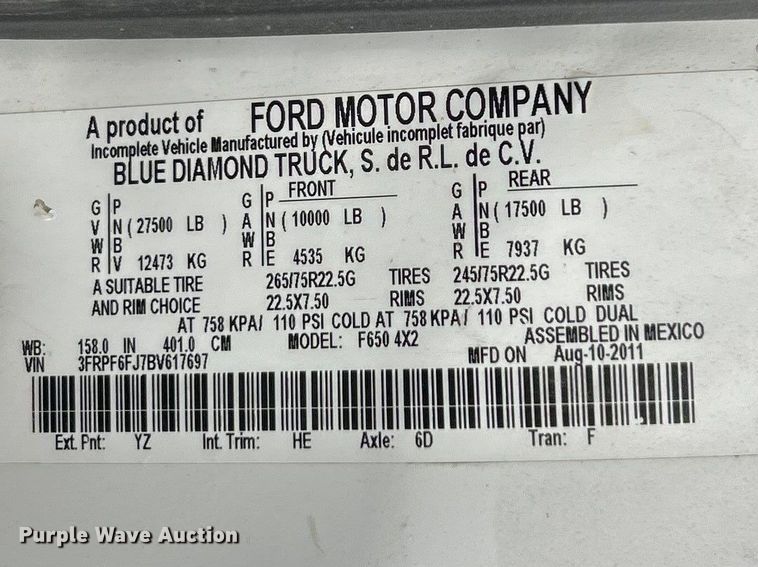 A product of FORD MOTOR COMPANY
Incomplete Vehicle Manufactured by (Vehicule incomplet fabrique par)
BLUE DIAMOND TRUCK, S. de R.L. de C.V.
FRONT REAR
G P G P G P
V N (27500 LB ) A N (10000 LB ) A N (17500 LB )
W B W B W B
R V 12473 KG R E 4535 KG R E 7937 KG
A SUITABLE TIRE 265/75R22.5G TIRES 245/75R22.5G TIRES
AND RIM CHOICE 22.5X7.50 RIMS 22.5X7.50 RIMS
AT 758 KPA/ 110 PSI COLD AT 758 KPA/ 110 PSI COLD DUAL
WB: 158.0 IN 401.0 CM MODEL: F650 4X2 ASSEMBLED IN MEXICO
VIN 3FRPF6FJ7BV617697 MFD ON Aug-10-2011
Ext. Pnt: YZ Int. Trim: HE Axle: 6D Tran: F
Purple Wave Auction